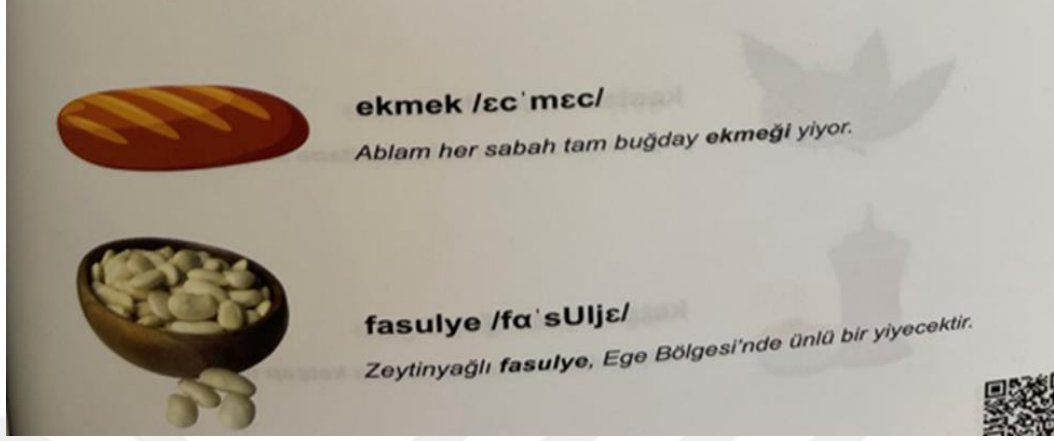 ekmek /ɛcˈmɛc/
Ablam her sabah tam buğday ekmeği yiyor.
fasulye /fɑˈsUljɛ/
Zeytinyağlı fasulye, Ege Bölgesi'nde ünlü bir yiyecektir.